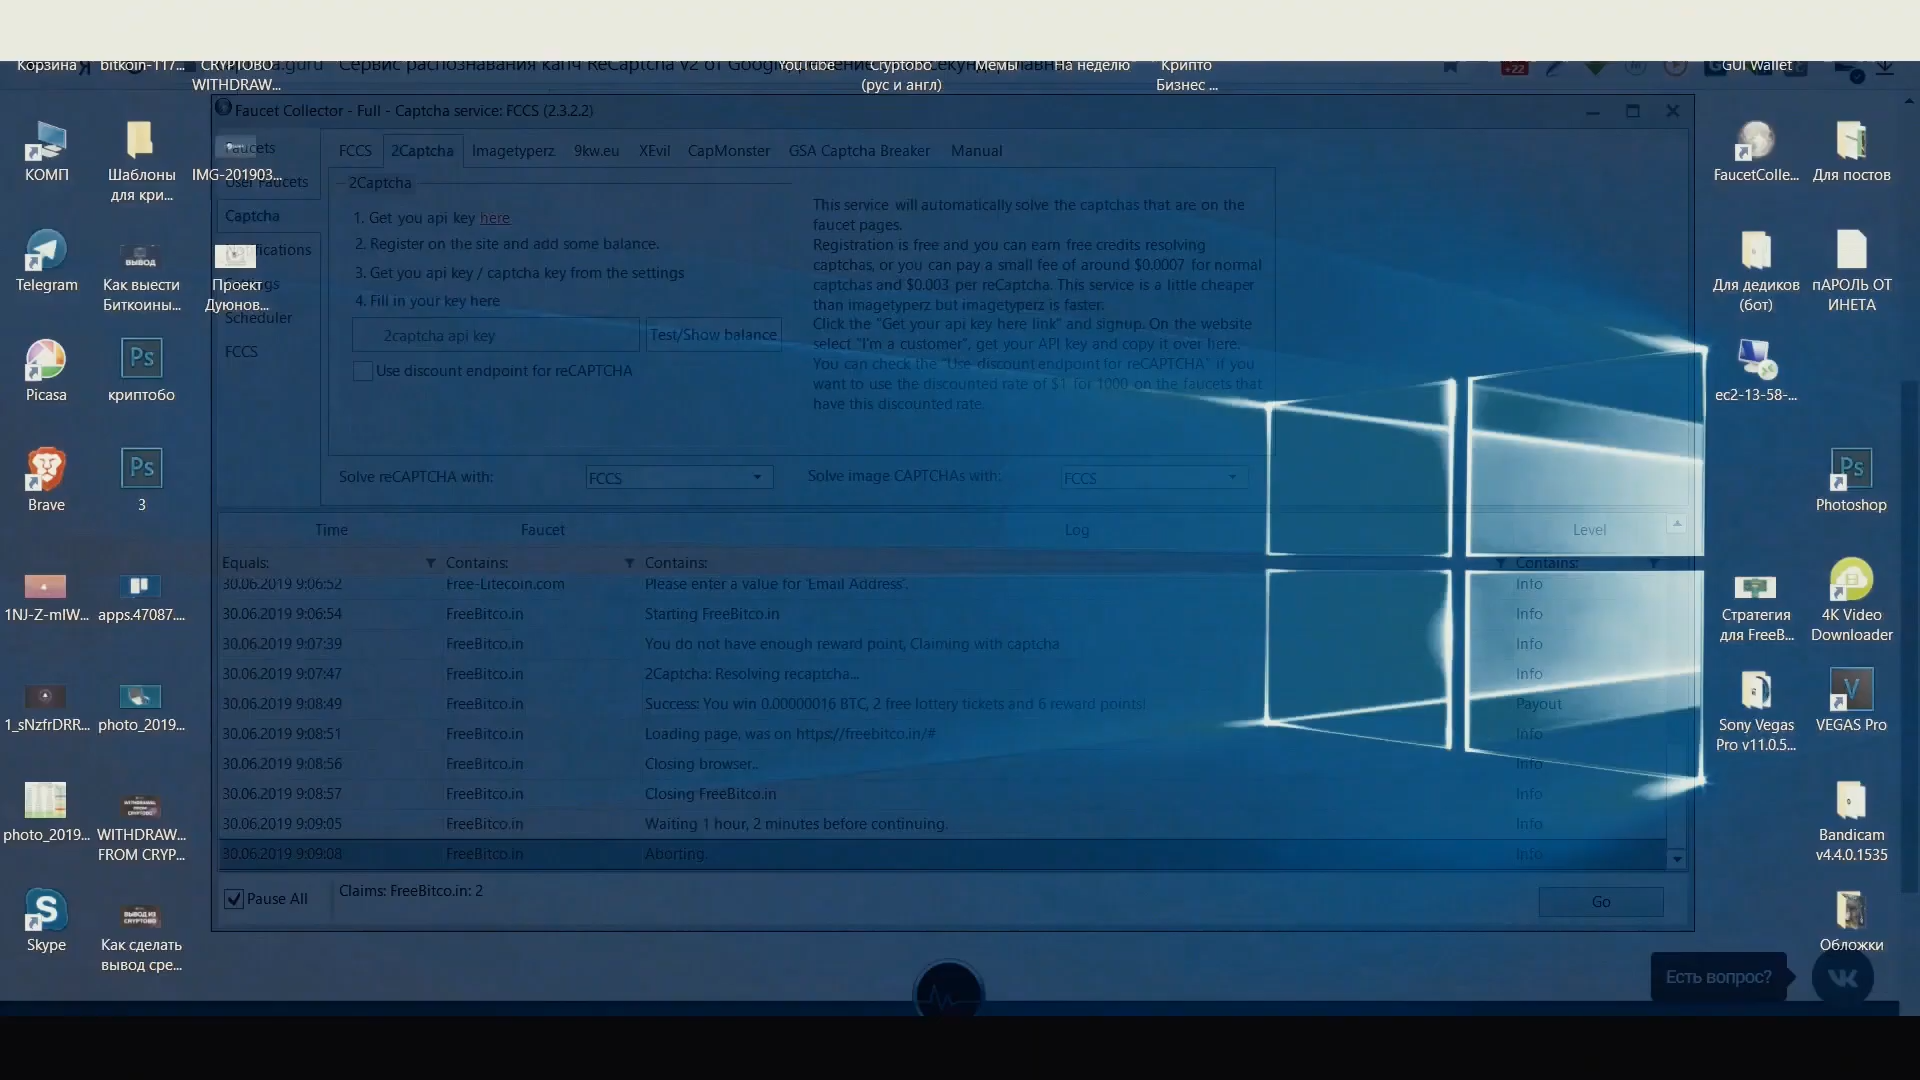 Корзина
bitkoin-117...
CRYPTOBO
WITHDRAW...
Сервис распознавания капч ReCaptcha v2 от Google
YouTube
Cryptobo
(рус и англ)
Мемы
На неделю
Крипто
Бизнес ...
+22
GUI Wallet
Faucet Collector - Full - Captcha service: FCCS (2.3.2.2)
КОМП
Шаблоны
для кри...
IMG-201903...
Telegram
Как выести
Биткоины...
Проект
Дуюнов...
Picasa
криптобо
Brave
3
1NJ-Z-mIW...
apps.47087....
1_sNzfrDRR...
photo_2019...
photo_2019...
WITHDRAW...
FROM CRYP...
Skype
Как сделать
вывод сре...
Faucets
User Faucets
Captcha
Notifications
Scheduler
FCCS
FCCS
2Captcha
Imagetyperz
9kw.eu
XEvil
CapMonster
GSA Captcha Breaker
Manual
2Captcha
1. Get you api key here
2. Register on the site and add some balance.
3. Get you api key / captcha key from the settings
4. Fill in your key here
2captcha api key
Test/Show balance
Use discount endpoint for reCAPTCHA
This service will automatically solve the captchas that are on the
faucet pages.
Registration is free and you can earn free credits resolving
captchas, or you can pay a small fee of around $0.0007 for normal
captchas and $0.003 per reCaptcha. This service is a little cheaper
than imagetyperz but imagetyperz is faster.
Click the "Get your api key here link" and signup. On the website
select "I'm a customer", get your API key and copy it over here.
You can check the "Use discount endpoint for reCAPTCHA" if you
want to use the discounted rate of $1 for 1000 on the faucets that
have this discounted rate.
Solve reCAPTCHA with:
FCCS
Solve image CAPTCHAs with:
FCCS
Time Faucet Log Level
Equals: Contains: Contains: Contains:
30.06.2019 9:06:52 Free-Litecoin.com Please enter a value for 'Email Address'. Info
30.06.2019 9:06:54 FreeBitco.in Starting FreeBitco.in Info
30.06.2019 9:07:39 FreeBitco.in You do not have enough reward point, Claiming with captcha Info
30.06.2019 9:07:47 FreeBitco.in 2Captcha: Resolving recaptcha... Info
30.06.2019 9:08:49 FreeBitco.in Success: You win 0.00000016 BTC, 2 free lottery tickets and 6 reward points! Payout
30.06.2019 9:08:51 FreeBitco.in Loading page, was on https://freebitco.in/# Info
30.06.2019 9:08:56 FreeBitco.in Closing browser.. Info
30.06.2019 9:08:57 FreeBitco.in Closing FreeBitco.in Info
30.06.2019 9:09:05 FreeBitco.in Waiting 1 hour, 2 minutes before continuing. Info
30.06.2019 9:09:08 FreeBitco.in Aborting. Info
Pause All
Claims: FreeBitco.in: 2
Go
FaucetColle...
Для постов
Для дедиков
(бот)
пАРОЛЬ ОТ
ИНЕТА
ec2-13-58-...
Photoshop
Стратегия
для FreeB...
4K Video
Downloader
Sony Vegas
Pro v11.0.5...
VEGAS Pro
Bandicam
v4.4.0.1535
Обложки
Есть вопрос?